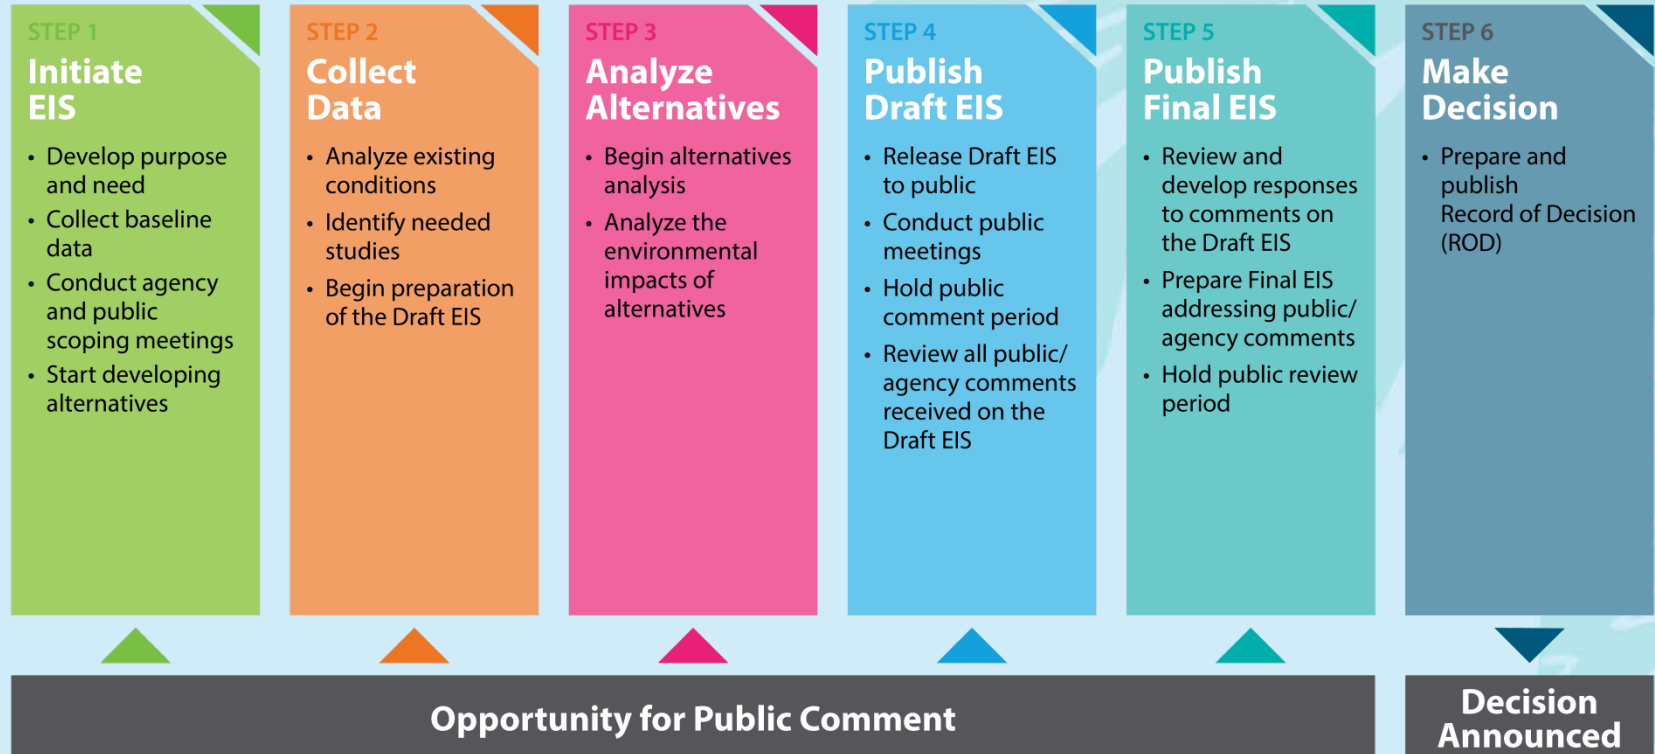 STEP 1
Initiate
EIS
• Develop purpose
and need
• Collect baseline
data
• Conduct agency
and public
scoping meetings
• Start developing
alternatives
STEP 2
Collect
Data
• Analyze existing
conditions
• Identify needed
studies
• Begin preparation
of the Draft EIS
STEP 3
Analyze
Alternatives
• Begin alternatives
analysis
• Analyze the
environmental
impacts of
alternatives
STEP 4
Publish
Draft EIS
• Release Draft EIS
to public
• Conduct public
meetings
• Hold public
comment period
• Review all public/
agency comments
received on the
Draft EIS
STEP 5
Publish
Final EIS
• Review and
develop responses
to comments on
the Draft EIS
• Prepare Final EIS
addressing public/
agency comments
• Hold public review
period
STEP 6
Make
Decision
• Prepare and
publish
Record of Decision
(ROD)
Opportunity for Public Comment
Decision
Announced